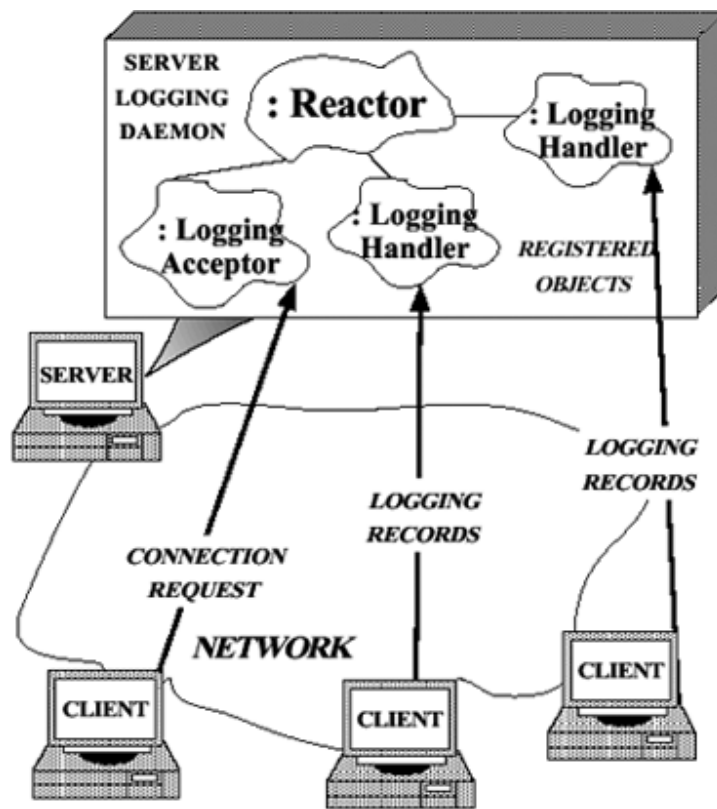 SERVER
LOGGING
DAEMON
: Reactor
: Logging
Handler
: Logging
Acceptor
: Logging
Handler
REGISTERED
OBJECTS
SERVER
LOGGING
RECORDS
LOGGING
RECORDS
CONNECTION
REQUEST
NETWORK
CLIENT
CLIENT
CLIENT